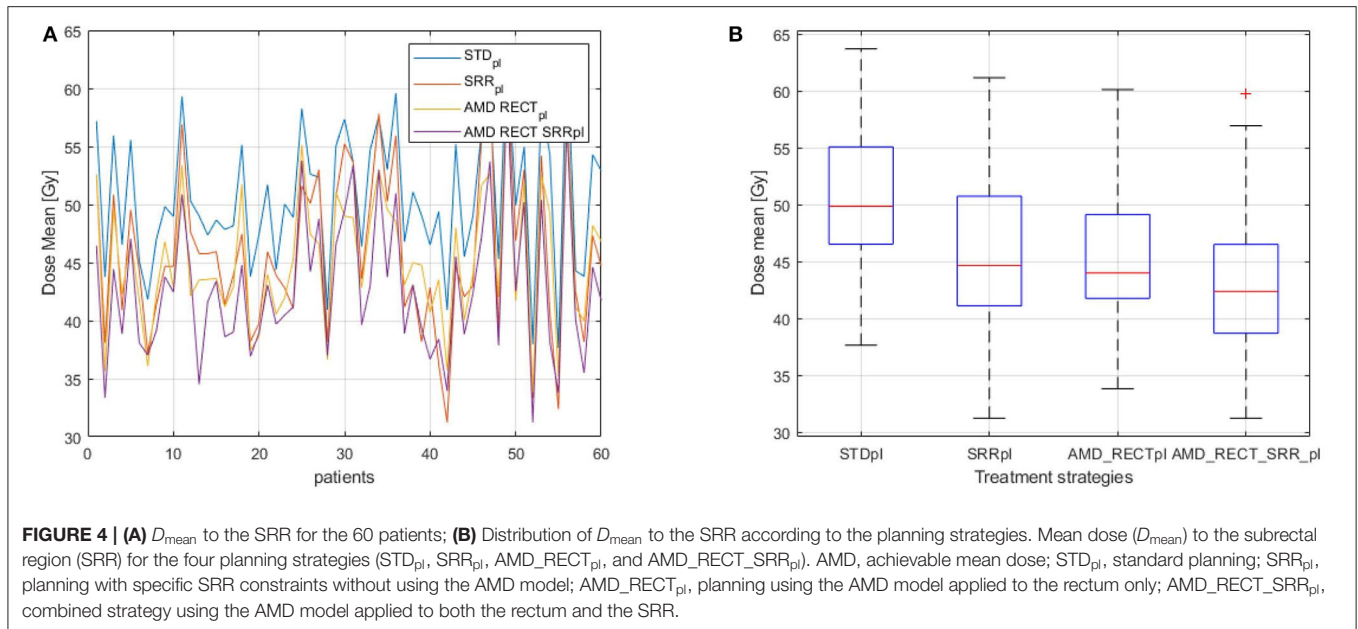 A
65
60
55
50
45
40
35
30
0
10
20
30
40
50
60
Dose Mean [Gy]
patients
STDpl
SRRpl
AMD RECTpl
AMD RECT SRRpl
B
65
60
55
50
45
40
35
30
Dose mean [Gy]
STDpl
SRRpl
AMD_RECTpl
AMD_RECT_SRR_pl
Treatment strategies
FIGURE 4 | (A) Dmean to the SRR for the 60 patients; (B) Distribution of Dmean to the SRR according to the planning strategies. Mean dose (Dmean) to the subrectal
region (SRR) for the four planning strategies (STDpl, SRRpl, AMD_RECTpl, and AMD_RECT_SRRpl). AMD, achievable mean dose; STDpl, standard planning; SRRpl,
planning with specific SRR constraints without using the AMD model; AMD_RECTpl, planning using the AMD model applied to the rectum only; AMD_RECT_SRRpl,
combined strategy using the AMD model applied to both the rectum and the SRR.